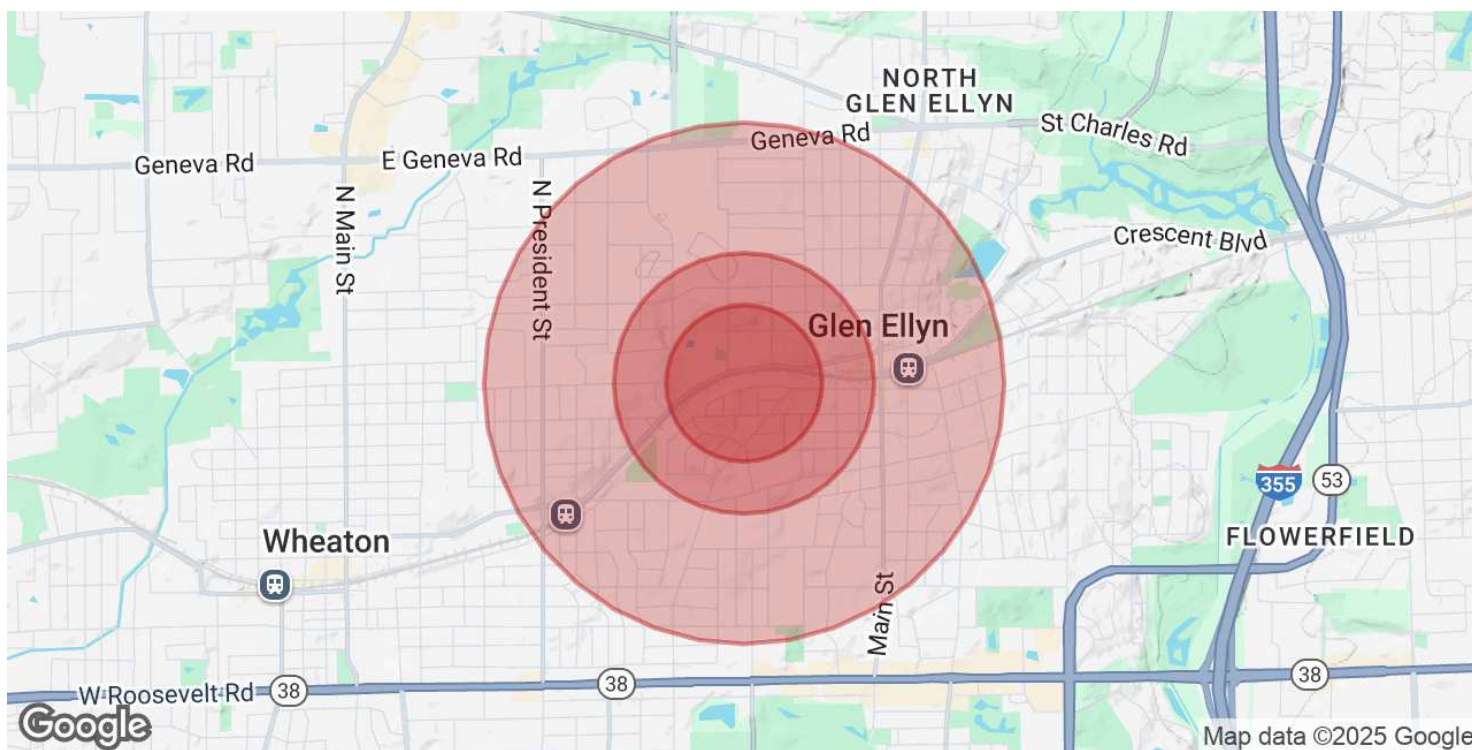 NORTH
GLEN ELLYN
St Charles Rd
Geneva Rd
Geneva Rd
E Geneva Rd
N Main St
N President St
Crescent Blvd
Glen Ellyn
355
53
FLOWERFIELD
Wheaton
Main St
38
38
38
W Roosevelt Rd
Google
Map data ©2025 Google